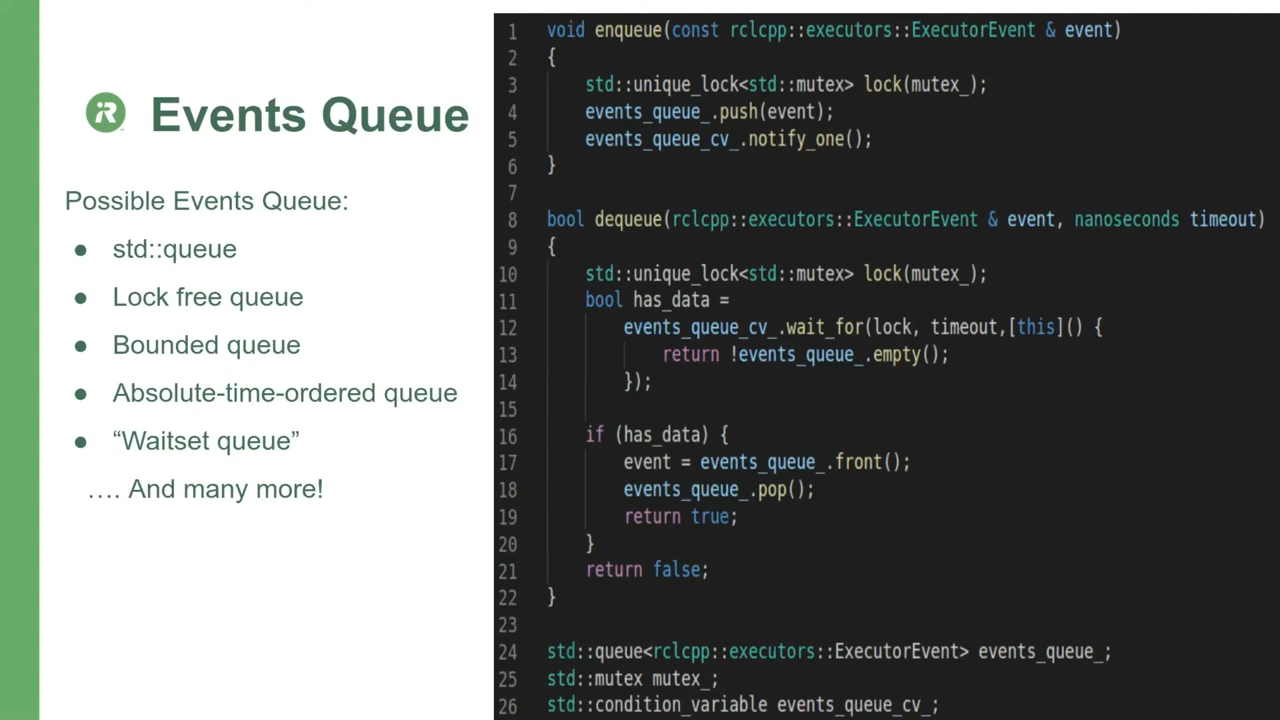 iR Events Queue
Possible Events Queue:
● std::queue
● Lock free queue
● Bounded queue
● Absolute-time-ordered queue
● “Waitset queue”
…. And many more!
1 void enqueue(const rclcpp::executors::ExecutorEvent & event)
2 {
3 std::unique_lock<std::mutex> lock(mutex_);
4 events_queue_.push(event);
5 events_queue_cv_.notify_one();
6 }
7
8 bool dequeue(rclcpp::executors::ExecutorEvent & event, nanoseconds timeout)
9 {
10 std::unique_lock<std::mutex> lock(mutex_);
11 bool has_data =
12 events_queue_cv_.wait_for(lock, timeout,[this]() {
13 return !events_queue_.empty();
14 });
15
16 if (has_data) {
17 event = events_queue_.front();
18 events_queue_.pop();
19 return true;
20 }
21 return false;
22 }
23
24 std::queue<rclcpp::executors::ExecutorEvent> events_queue_;
25 std::mutex mutex_;
26 std::condition_variable events_queue_cv_;